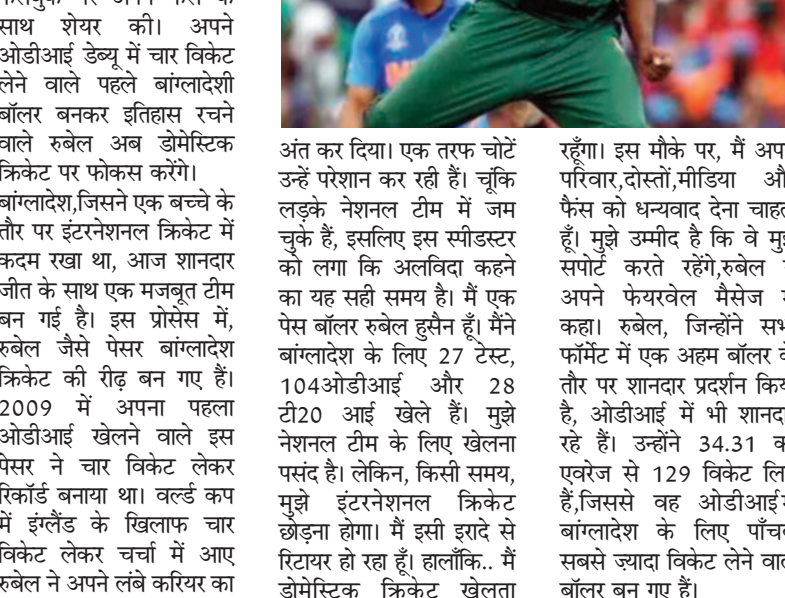 साथ शेयर की। अपने
ओडीआई डेब्यू में चार विकेट
लेने वाले पहले बांग्लादेशी
बॉलर बनकर इतिहास रचने
वाले रुबेल अब डोमेस्टिक
क्रिकेट पर फोकस करेंगे।
बांग्लादेश,जिसने एक बच्चे के
तौर पर इंटरनेशनल क्रिकेट में
कदम रखा था, आज शानदार
जीत के साथ एक मजबूत टीम
बन गई है। इस प्रोसेस में,
रुबेल जैसे पेसर बांग्लादेश
क्रिकेट की रीढ़ बन गए हैं।
2009 में अपना पहला
ओडीआई खेलने वाले इस
पेसर ने चार विकेट लेकर
रिकॉर्ड बनाया था। वर्ल्ड कप
में इंग्लैंड के खिलाफ चार
विकेट लेकर चर्चा में आए
रुबेल ने अपने लंबे करियर का
अंत कर दिया। एक तरफ चोटें
उन्हें परेशान कर रही हैं। चूंकि
लड़के नेशनल टीम में जम
चुके हैं, इसलिए इस स्पीडस्टर
को लगा कि अलविदा कहने
का यह सही समय है। मैं एक
पेस बॉलर रुबेल हुसैन हूँ। मैंने
बांग्लादेश के लिए 27 टेस्ट,
104ओडीआई और 28
टी20 आई खेले हैं। मुझे
नेशनल टीम के लिए खेलना
पसंद है। लेकिन, किसी समय,
मुझे इंटरनेशनल क्रिकेट
छोड़ना होगा। मैं इसी इरादे से
रिटायर हो रहा हूँ। हालाँकि.. मैं
डोमेस्टिक क्रिकेट खेलता
रहूँगा। इस मौके पर, मैं
परिवार,दोस्तों,मीडिया
फैंस को धन्यवाद देना
हूँ। मुझे उम्मीद है कि वे
सपोर्ट करते रहेंगे,रुबेल
अपने फेयरवेल मैसेज
कहा। रुबेल, जिन्होंने
फॉर्मेट में एक अहम बॉलर
तौर पर शानदार प्रदर्शन
है, ओडीआई में भी
रहे हैं। उन्होंने 34.31
एवरेज से 129 विकेट
हैं,जिससे वह ओडीआई
बांग्लादेश के लिए
सबसे ज़्यादा विकेट लेने
बॉलर बन गए हैं।